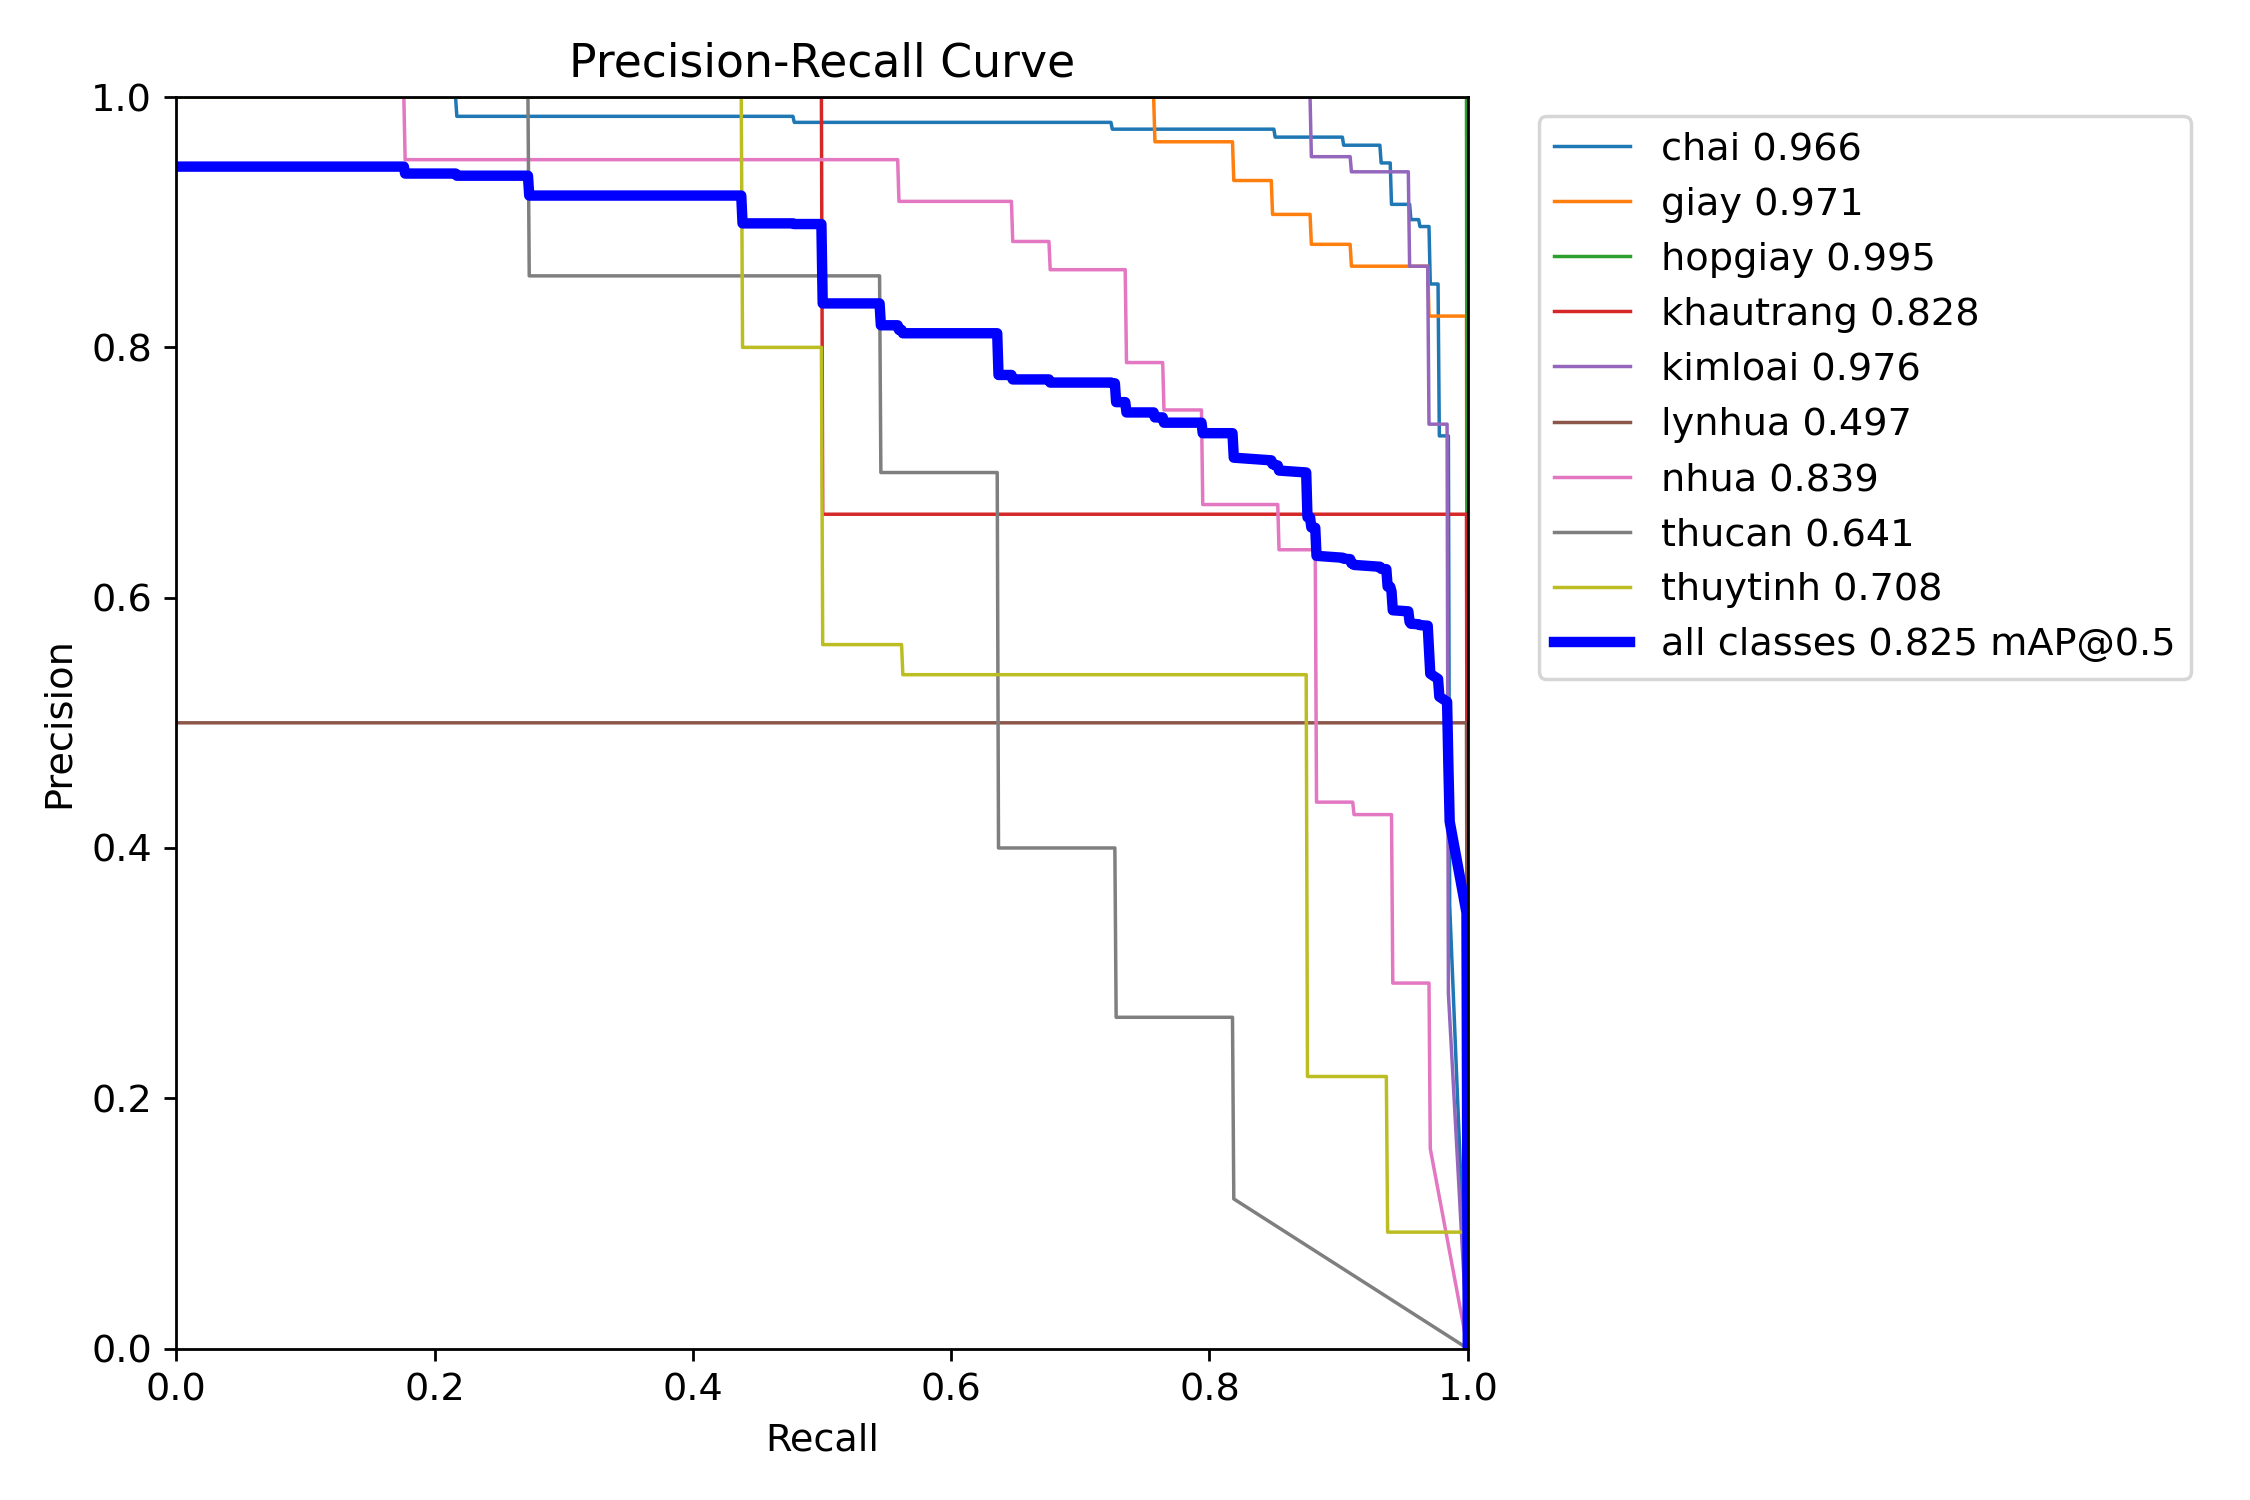 Precision-Recall Curve
1.0
0.8
0.6
0.4
0.2
0.0
Precision
0.0 0.2 0.4 0.6 0.8 1.0
Recall
chai 0.966
giay 0.971
hopgiay 0.995
khautrang 0.828
kimloai 0.976
lynhua 0.497
nhua 0.839
thucan 0.641
thuytinh 0.708
all classes 0.825 mAP@0.5